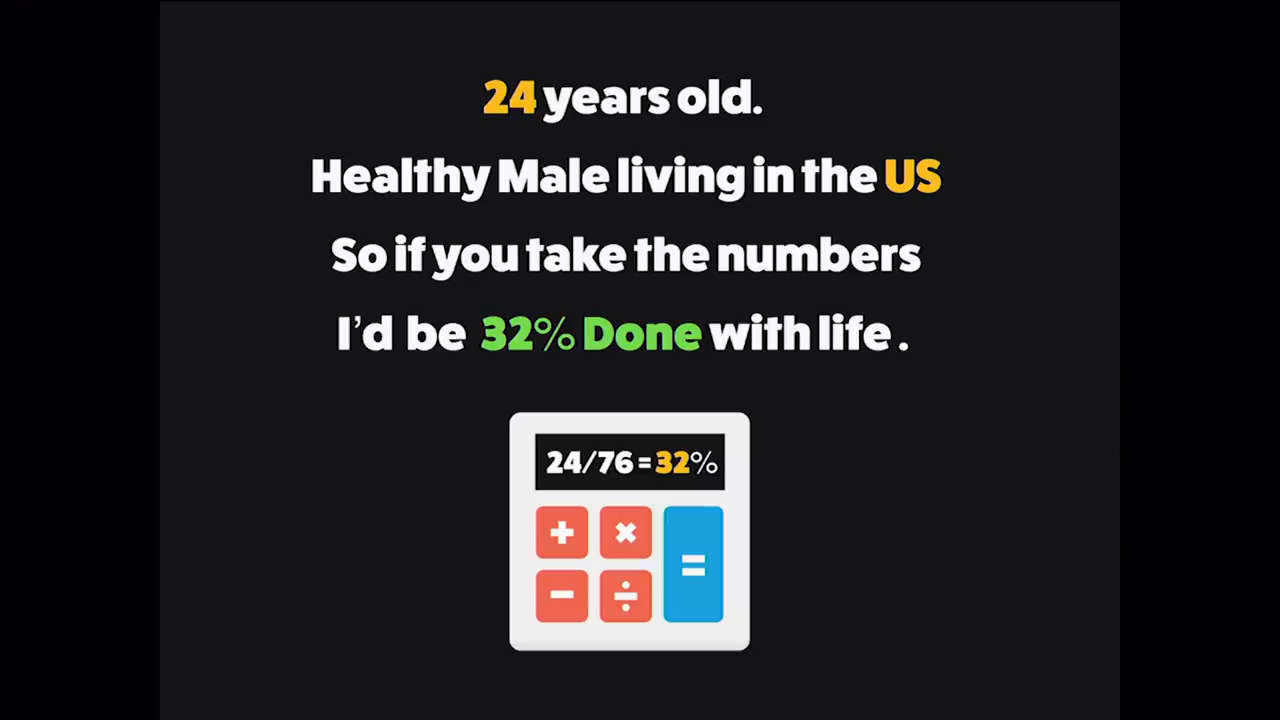 24 years old.
Healthy Male living in the US
So if you take the numbers
I’d be 32% Done with life .
24/76 = 32%
+ ×
=
− ÷